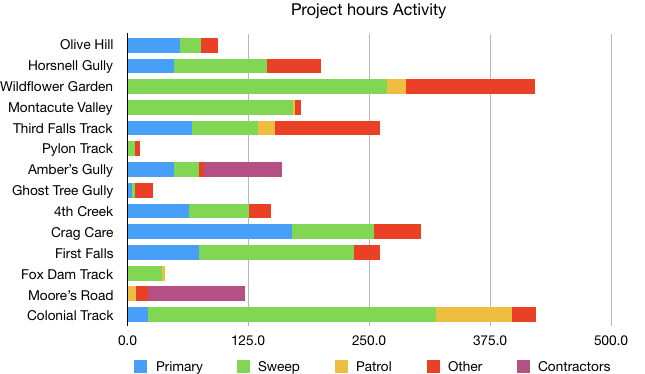 Project hours Activity
Olive Hill
Horsnell Gully
Wildflower Garden
Montacute Valley
Third Falls Track
Pylon Track
Amber's Gully
Ghost Tree Gully
4th Creek
Crag Care
First Falls
Fox Dam Track
Moore's Road
Colonial Track
0.0 125.0 250.0 375.0 500.0
Primary Sweep Patrol Other Contractors